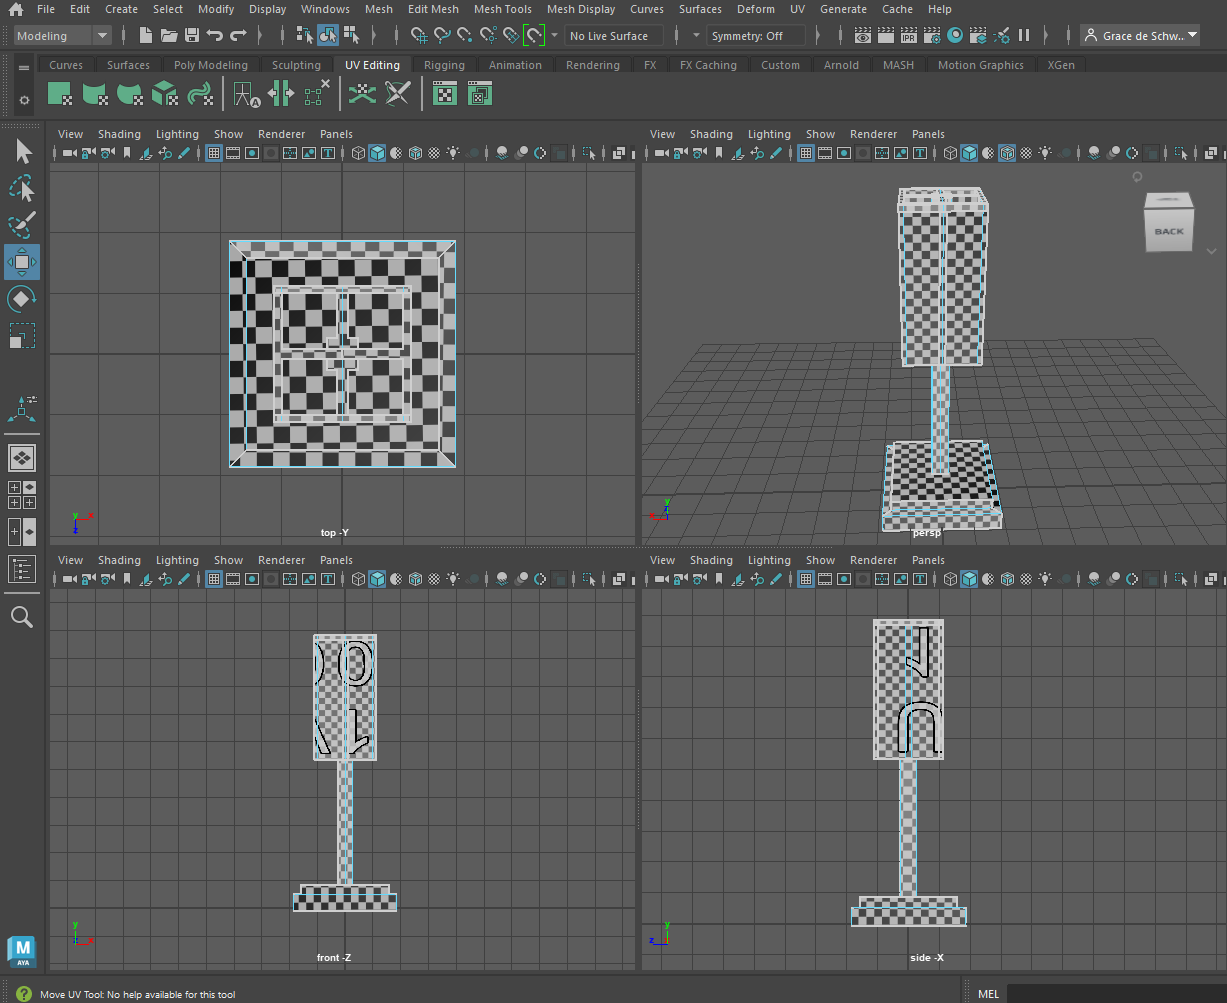 File Edit Create Select Modify Display Windows Mesh Edit Mesh Mesh Tools Mesh Display Curves Surfaces Deform UV Generate Cache Help
Modeling No Live Surface Symmetry: Off IPR Grace de Schw...
Curves Surfaces Poly Modeling Sculpting UV Editing Rigging Animation Rendering FX FX Caching Custom Arnold MASH Motion Graphics XGen
View Shading Lighting Show Renderer Panels
View Shading Lighting Show Renderer Panels
BACK
top -Y
persp
View Shading Lighting Show Renderer Panels
View Shading Lighting Show Renderer Panels
front -Z
side -X
M
AYA
Move UV Tool: No help available for this tool
MEL